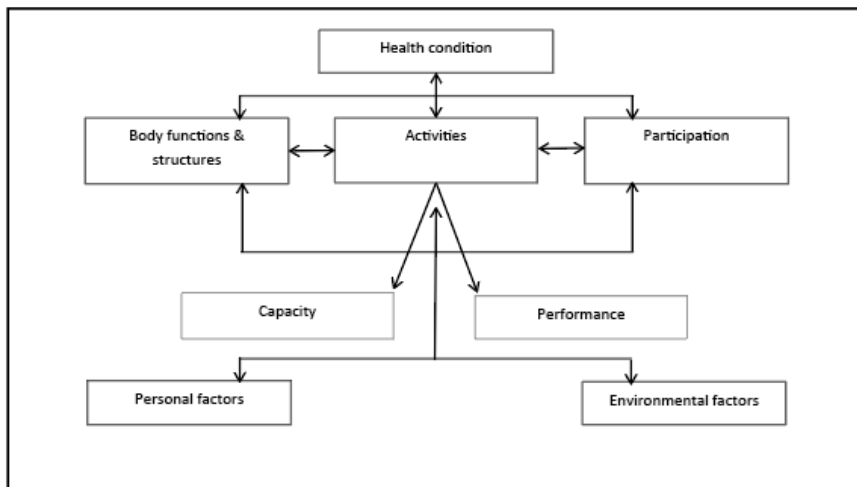 Health condition
Body functions &
structures
Activities
Participation
Capacity
Performance
Personal factors
Environmental factors